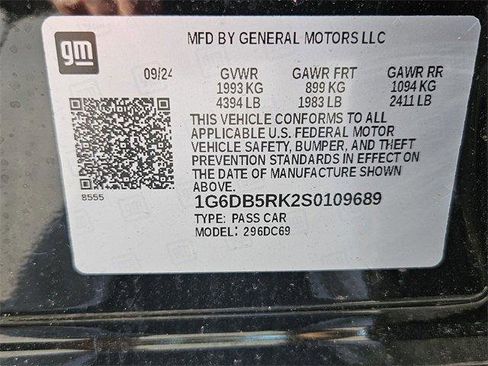 gm
MFD BY GENERAL MOTORS LLC
09/24 GVWR GAWR FRT GAWR RR
1993 KG 899 KG 1094 KG
4394 LB 1983 LB 2411 LB
THIS VEHICLE CONFORMS TO ALL
APPLICABLE U.S. FEDERAL MOTOR
VEHICLE SAFETY, BUMPER, AND THEFT
PREVENTION STANDARDS IN EFFECT ON
THE DATE OF MANUFACTURE SHOWN
ABOVE.
8555
1G6DB5RK2S0109689
TYPE: PASS CAR
MODEL: 296DC69